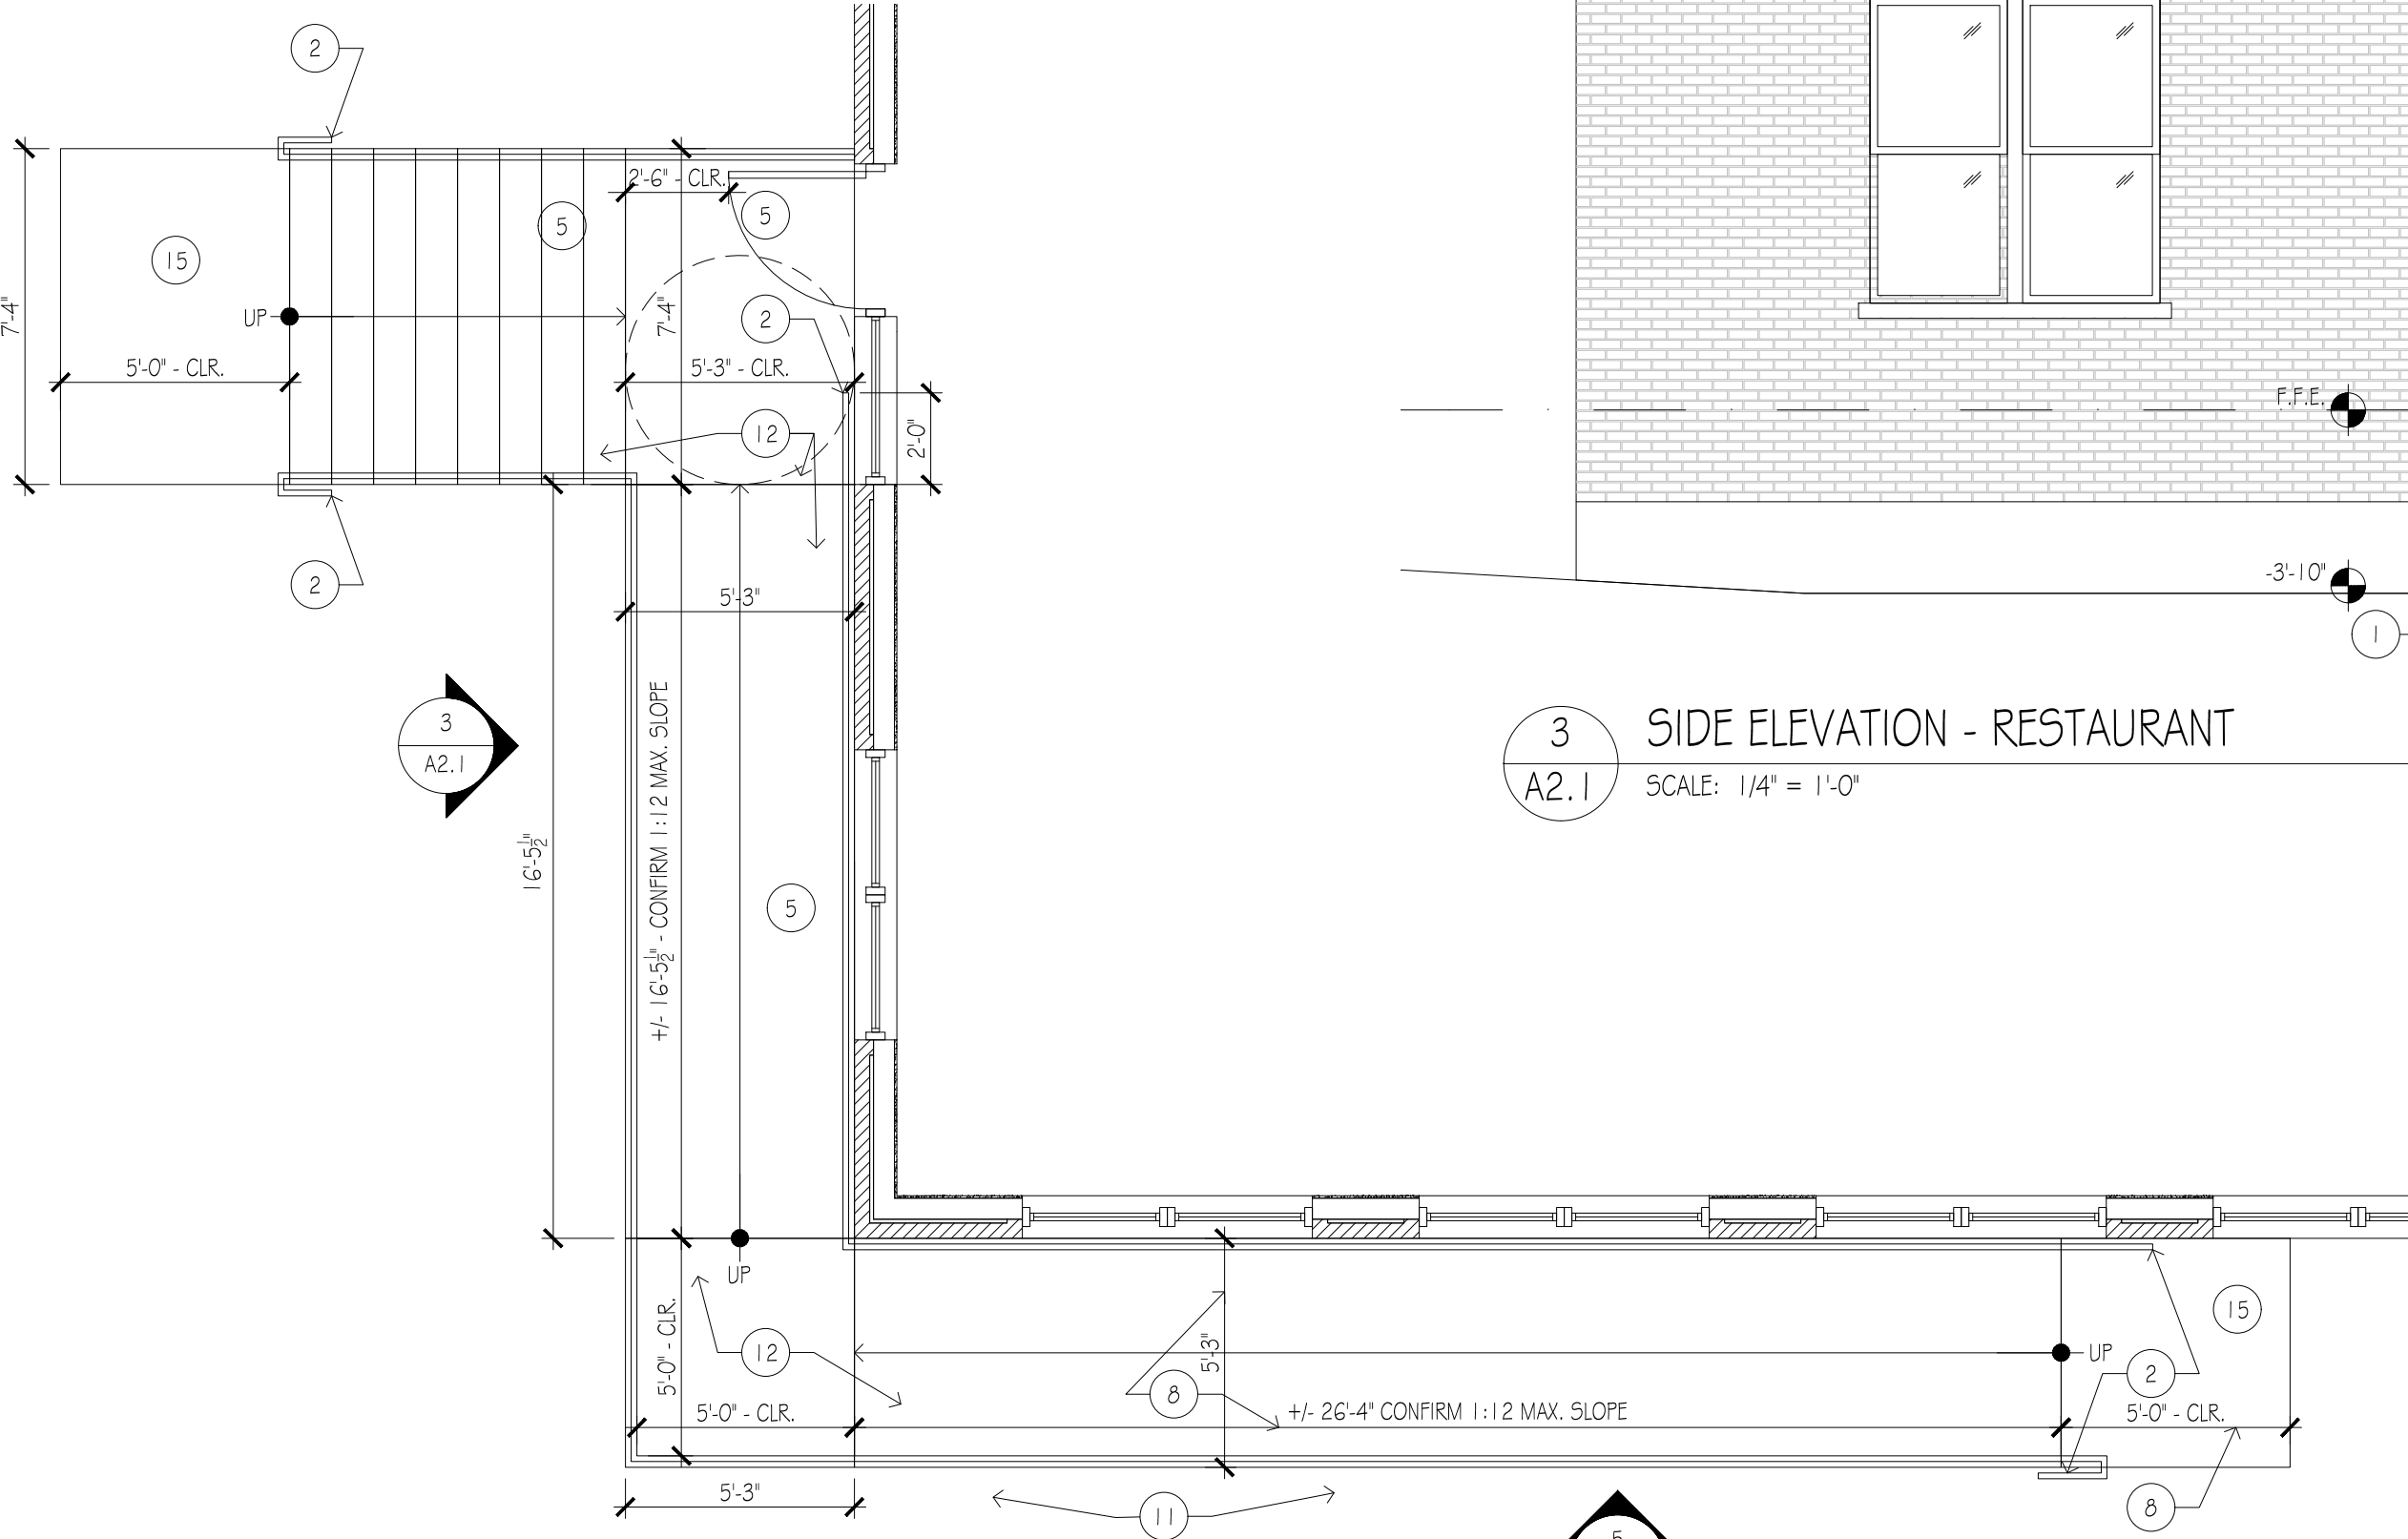 2
2'-6" - CLR.
5
5
15
7'-4"
UP
7'-4"
2
5'-0" - CLR.
5'-3" - CLR.
F.F.E.
12
2'-0"
2
5'-3"
-3'-10"
1
3
A2.1
3
A2.1
SIDE ELEVATION - RESTAURANT
SCALE: 1/4" = 1'-0"
16'-5 1/2"
+/- 16'-5 1/2" - CONFIRM 1:12 MAX. SLOPE
5
UP
5'-0" - CLR.
12
5'-3"
15
UP
2
8
5'-0" - CLR.
+/- 26'-4" CONFIRM 1:12 MAX. SLOPE
5'-0" - CLR.
5'-3"
11
8